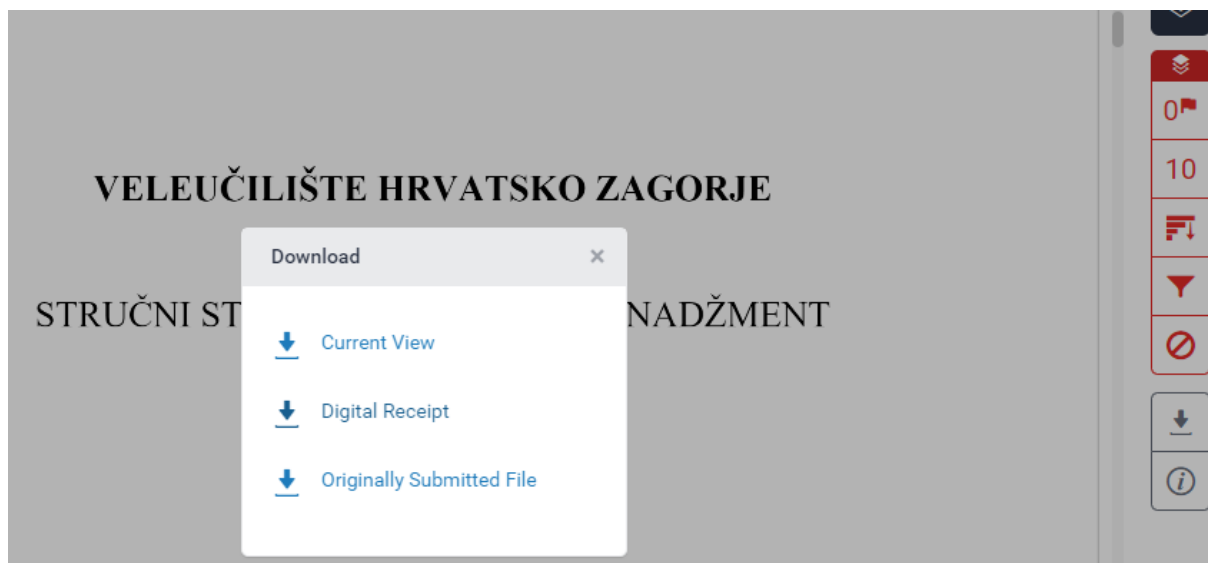 VELEUČILIŠTE HRVATSKO ZAGORJE
Download
STRUČNI ST
NADŽMENT
Current View
Digital Receipt
Originally Submitted File
0
10